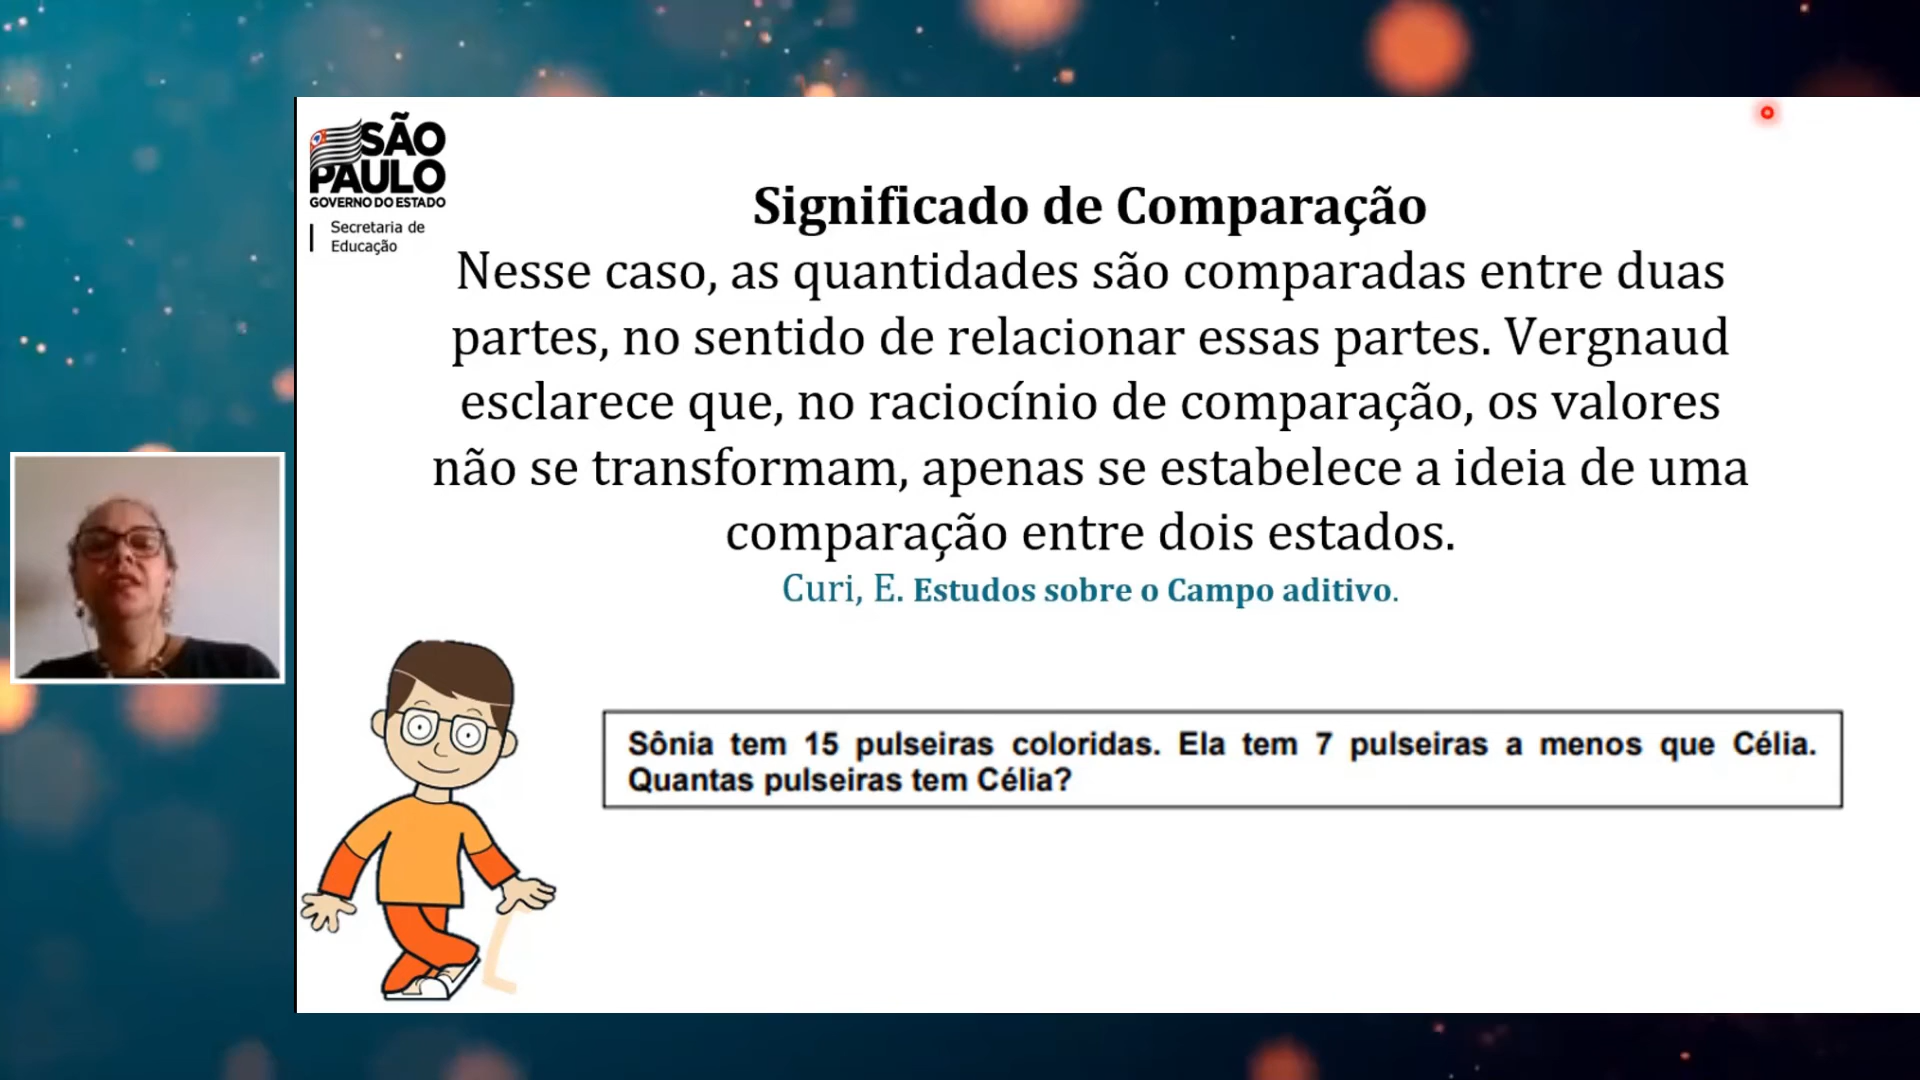 SÃO
PAULO
GOVERNO DO ESTADO
Secretaria de
Educação
Significado de Comparação
Nesse caso, as quantidades são comparadas entre duas
partes, no sentido de relacionar essas partes. Vergnaud
esclarece que, no raciocínio de comparação, os valores
não se transformam, apenas se estabelece a ideia de uma
comparação entre dois estados.
Curi, E. Estudos sobre o Campo aditivo.
Sônia tem 15 pulseiras coloridas. Ela tem 7 pulseiras a menos que Célia.
Quantas pulseiras tem Célia?